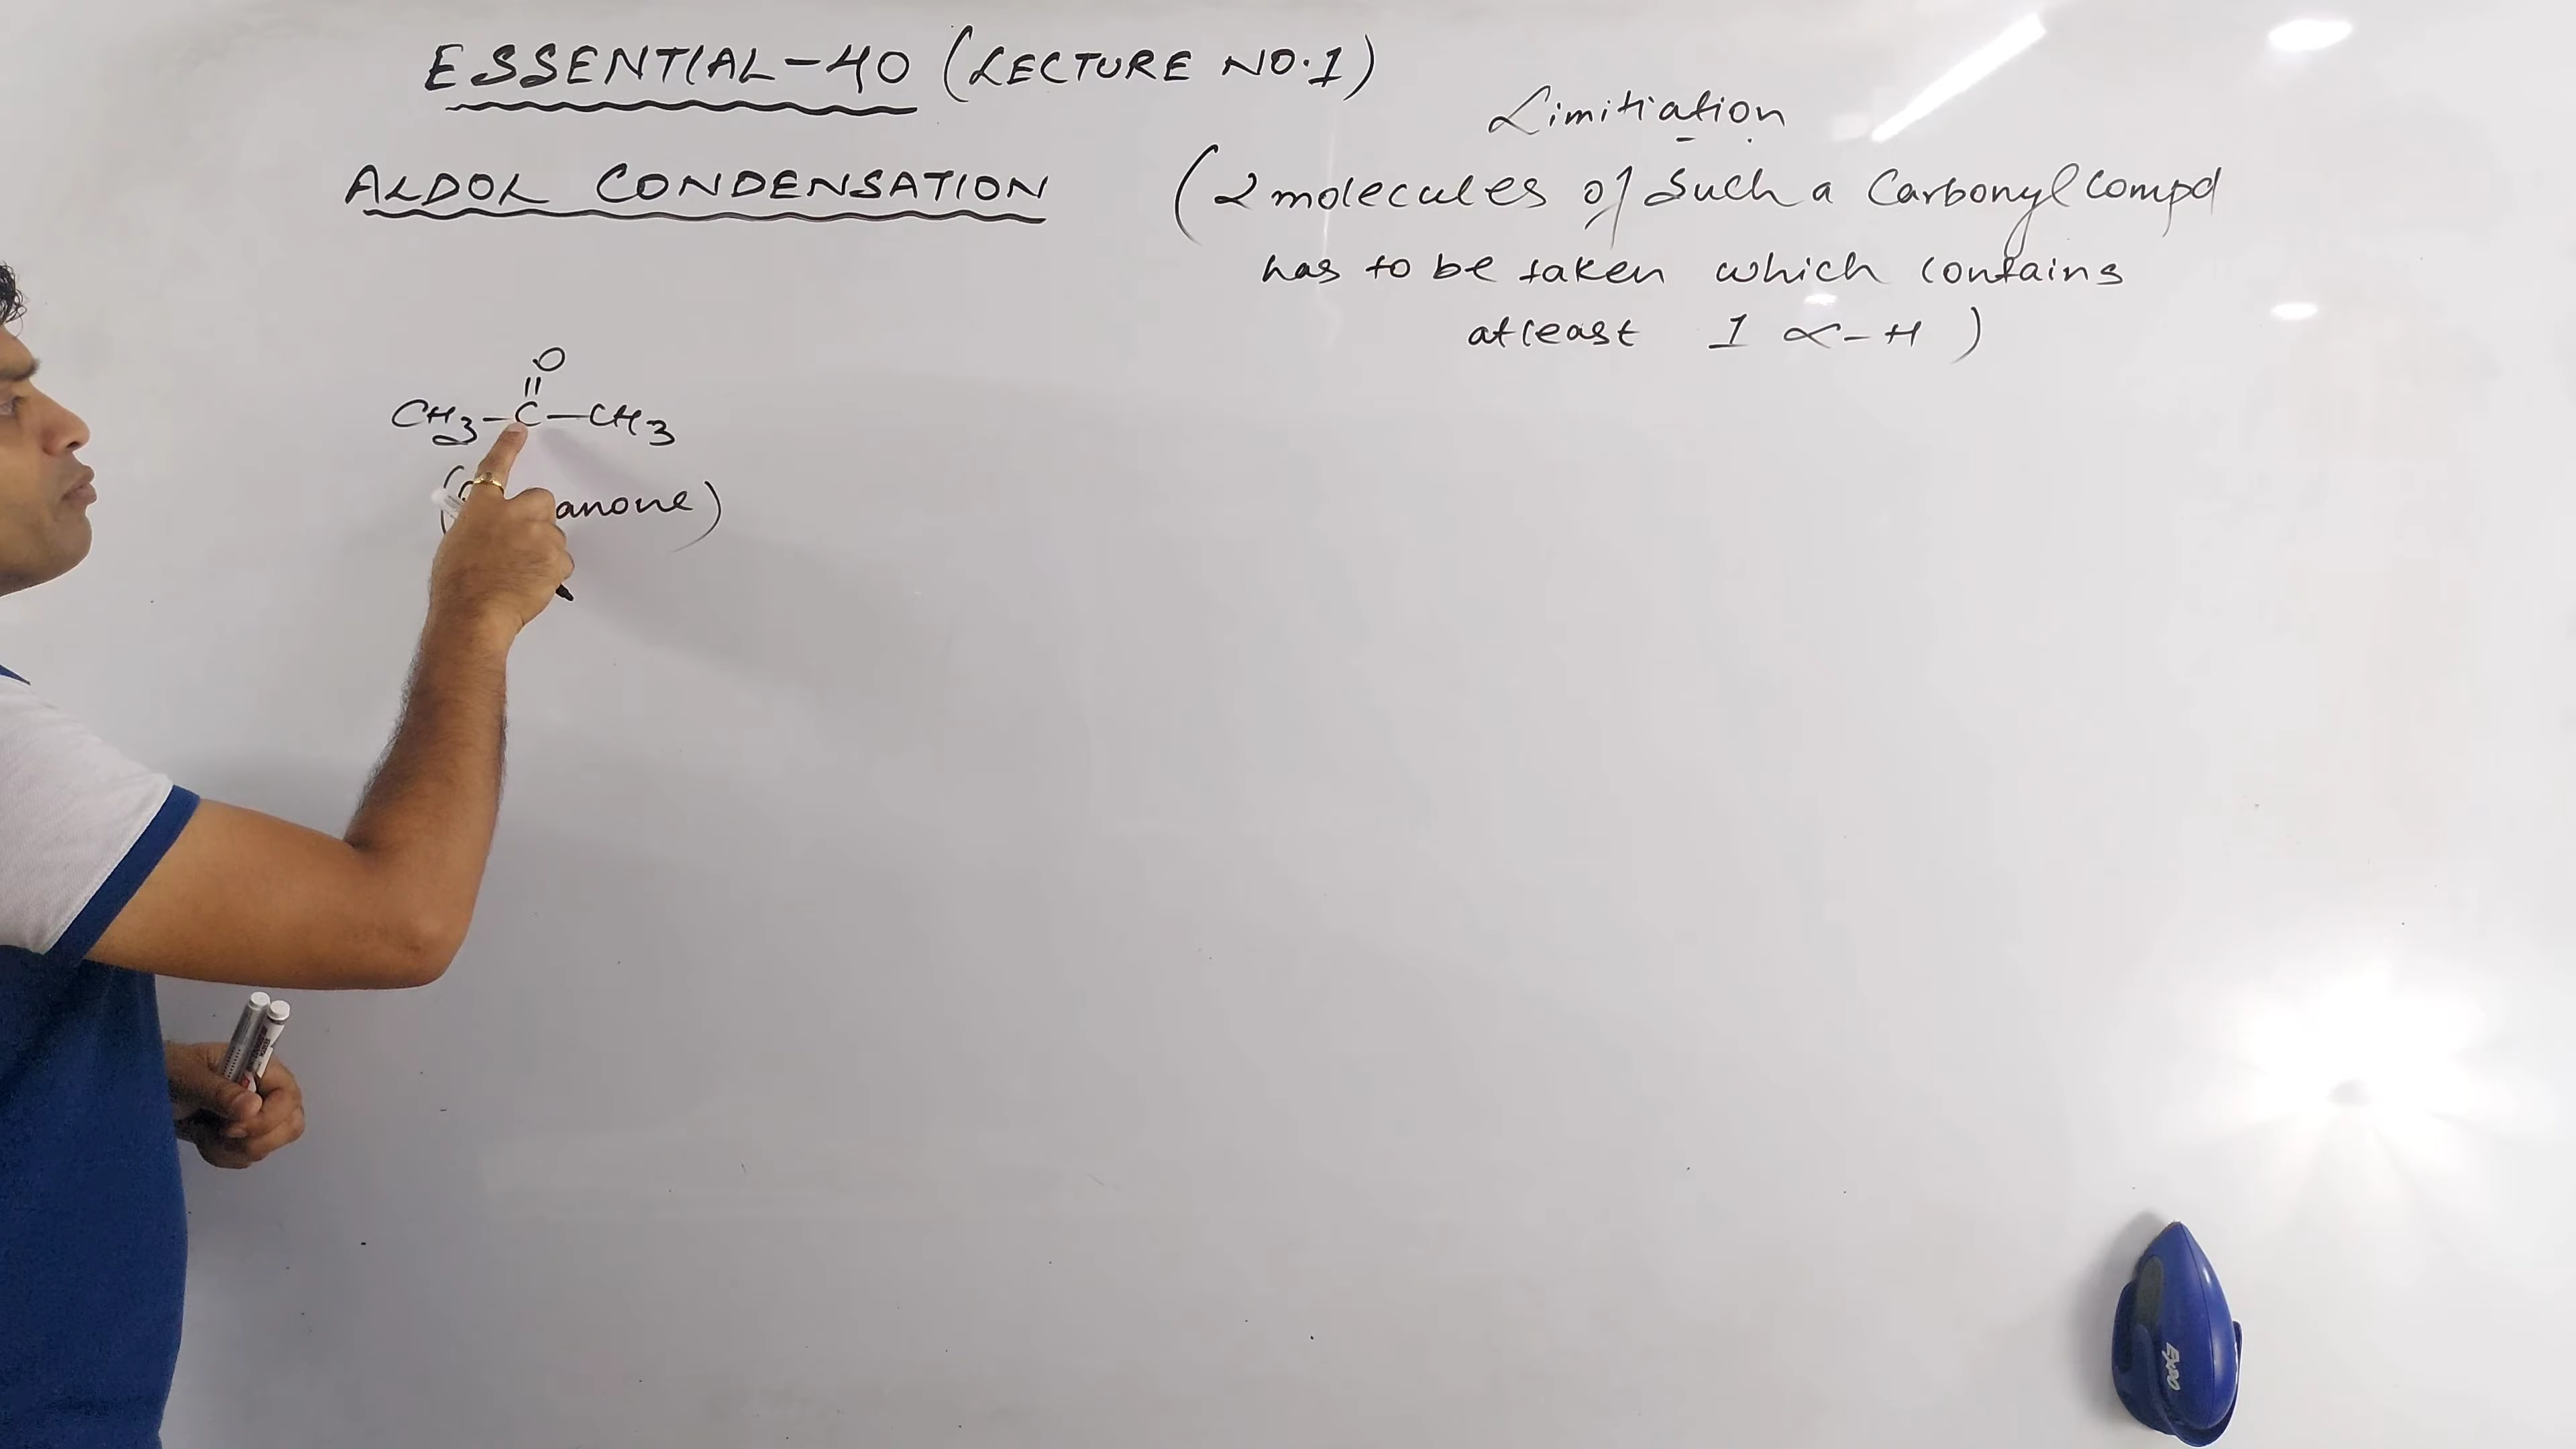 ESSENTIAL-40 (LECTURE NO.1)
Limitiation
ALDOL CONDENSATION
(2 molecules of such a Carbonyl compd
has to be taken which contains
atleast 1 α-H)
O
||
CH3-C-CH3
anone)
Expo